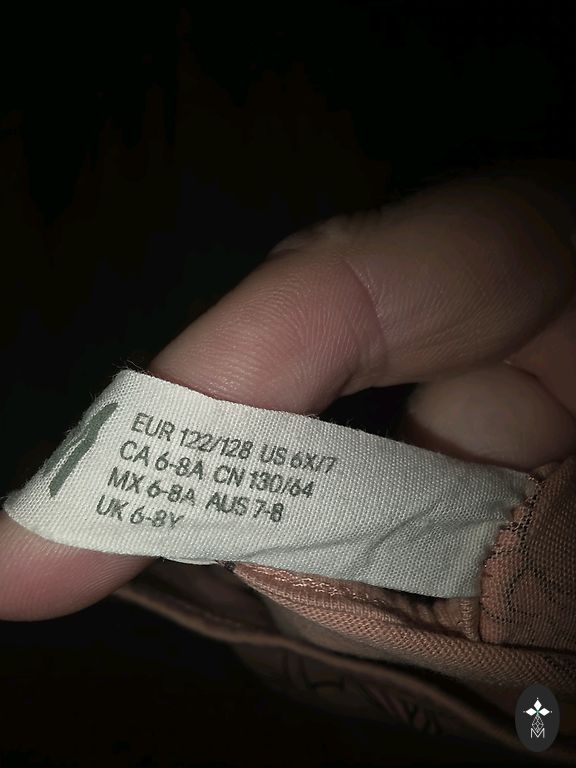 EUR 122/128 US 6X/7
CA 6-8A CN 130/64
MX 6-8A AUS 7-8
UK 6-8Y
M